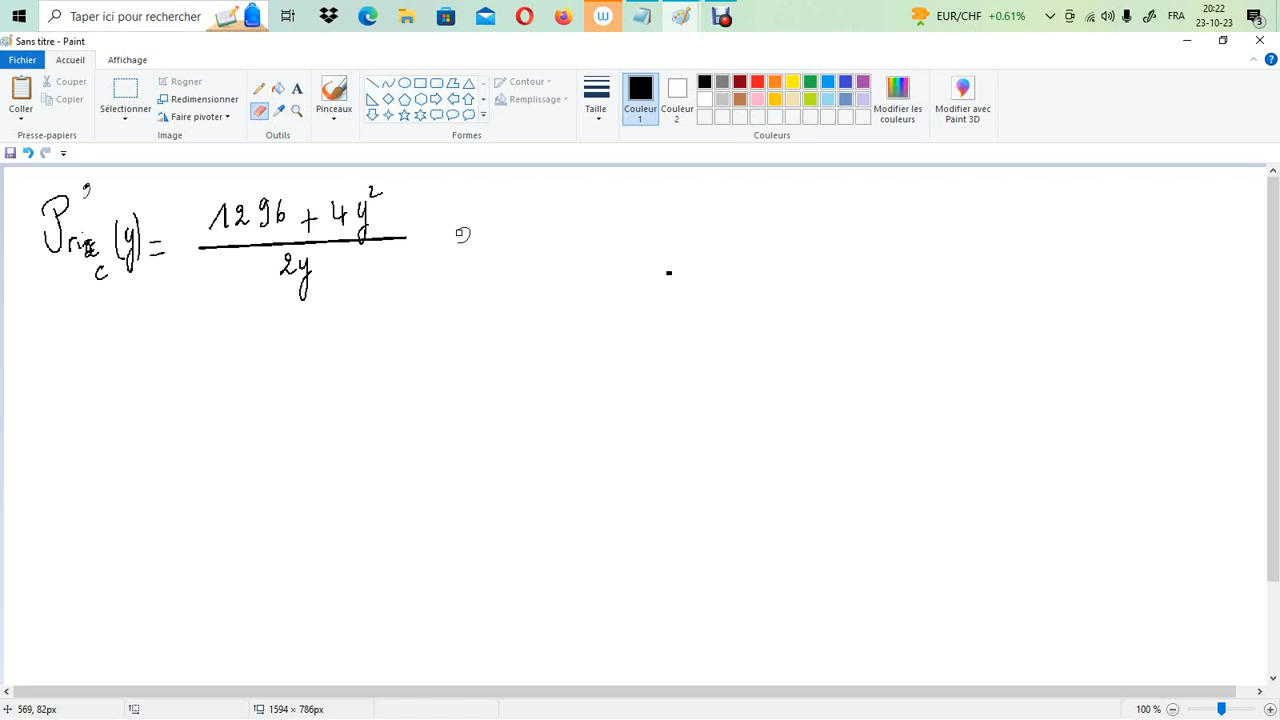 Taper ici pour rechercher
EUR/CHF +0.61%
FRA
20:22
23-10-23
3
Sans titre - Paint
Fichier
Accueil
Affichage
Coller
Couper
Copier
Presse-papiers
Sélectionner
Rogner
Redimensionner
Faire pivoter
Image
A
Outils
Pinceaux
Contour
Remplissage
Formes
Taille
Couleur
1
Couleur
2
Modifier les
couleurs
Couleurs
Modifier avec
Paint 3D
(y) =
1296 + 4y²
2y
569, 82px
1594 × 786px
100 %